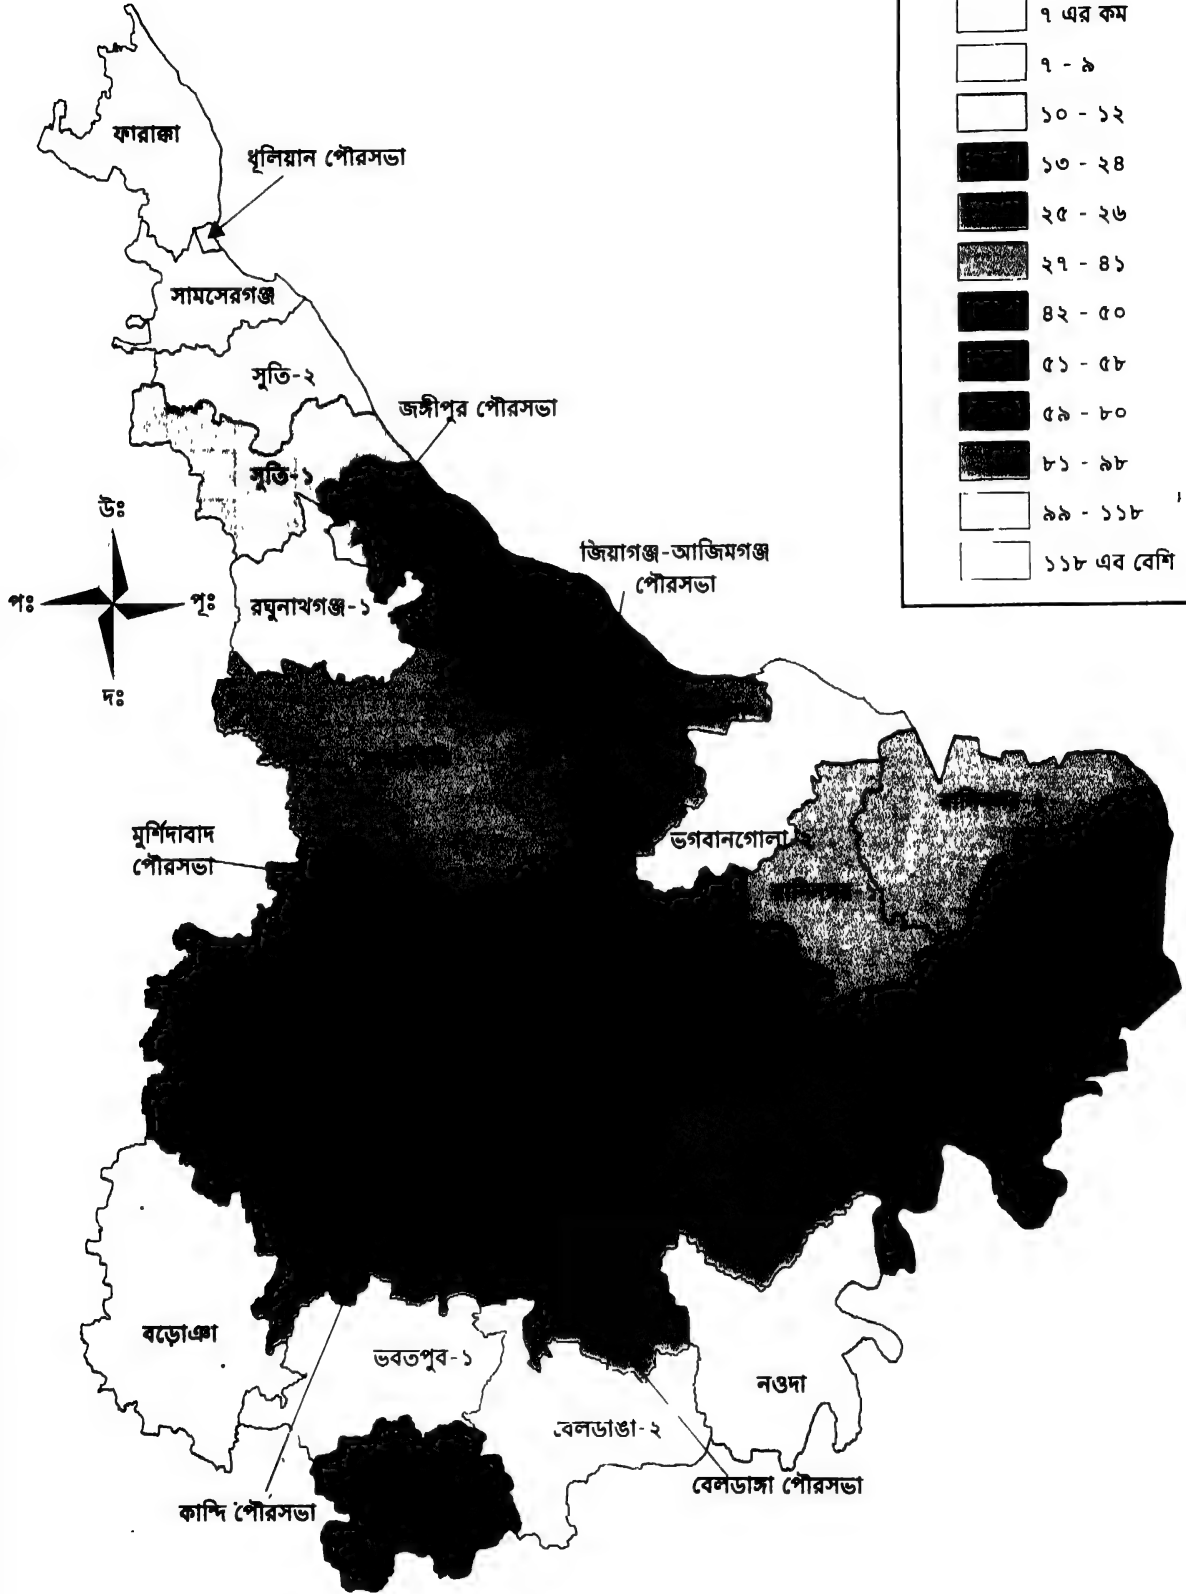 ৭ এর কম
৭ - ৯
১০ - ১২
১৩ - ২৪
২৫ - ২৬
২৭ - ৪১
৪২ - ৫০
৫১ - ৫৮
৫৯ - ৮০
৮১ - ৯৮
৯৯ - ১১৮
১১৮ এব বেশি
ফারাক্কা
ধূলিয়ান পৌরসভা
সামসেরগঞ্জ
সুতি-২
জঙ্গীপুর পৌরসভা
সুতি-১
উঃ
পঃ
পূঃ
দঃ
জিয়াগঞ্জ-আজিমগঞ্জ
পৌরসভা
রঘুনাথগঞ্জ-১
মুর্শিদাবাদ
পৌরসভা
ভগবানগোলা
বড়োঞা
ভবতপুব-১
নওদা
বেলডাঙা-২
বেলডাঙ্গা পৌরসভা
কান্দি পৌরসভা